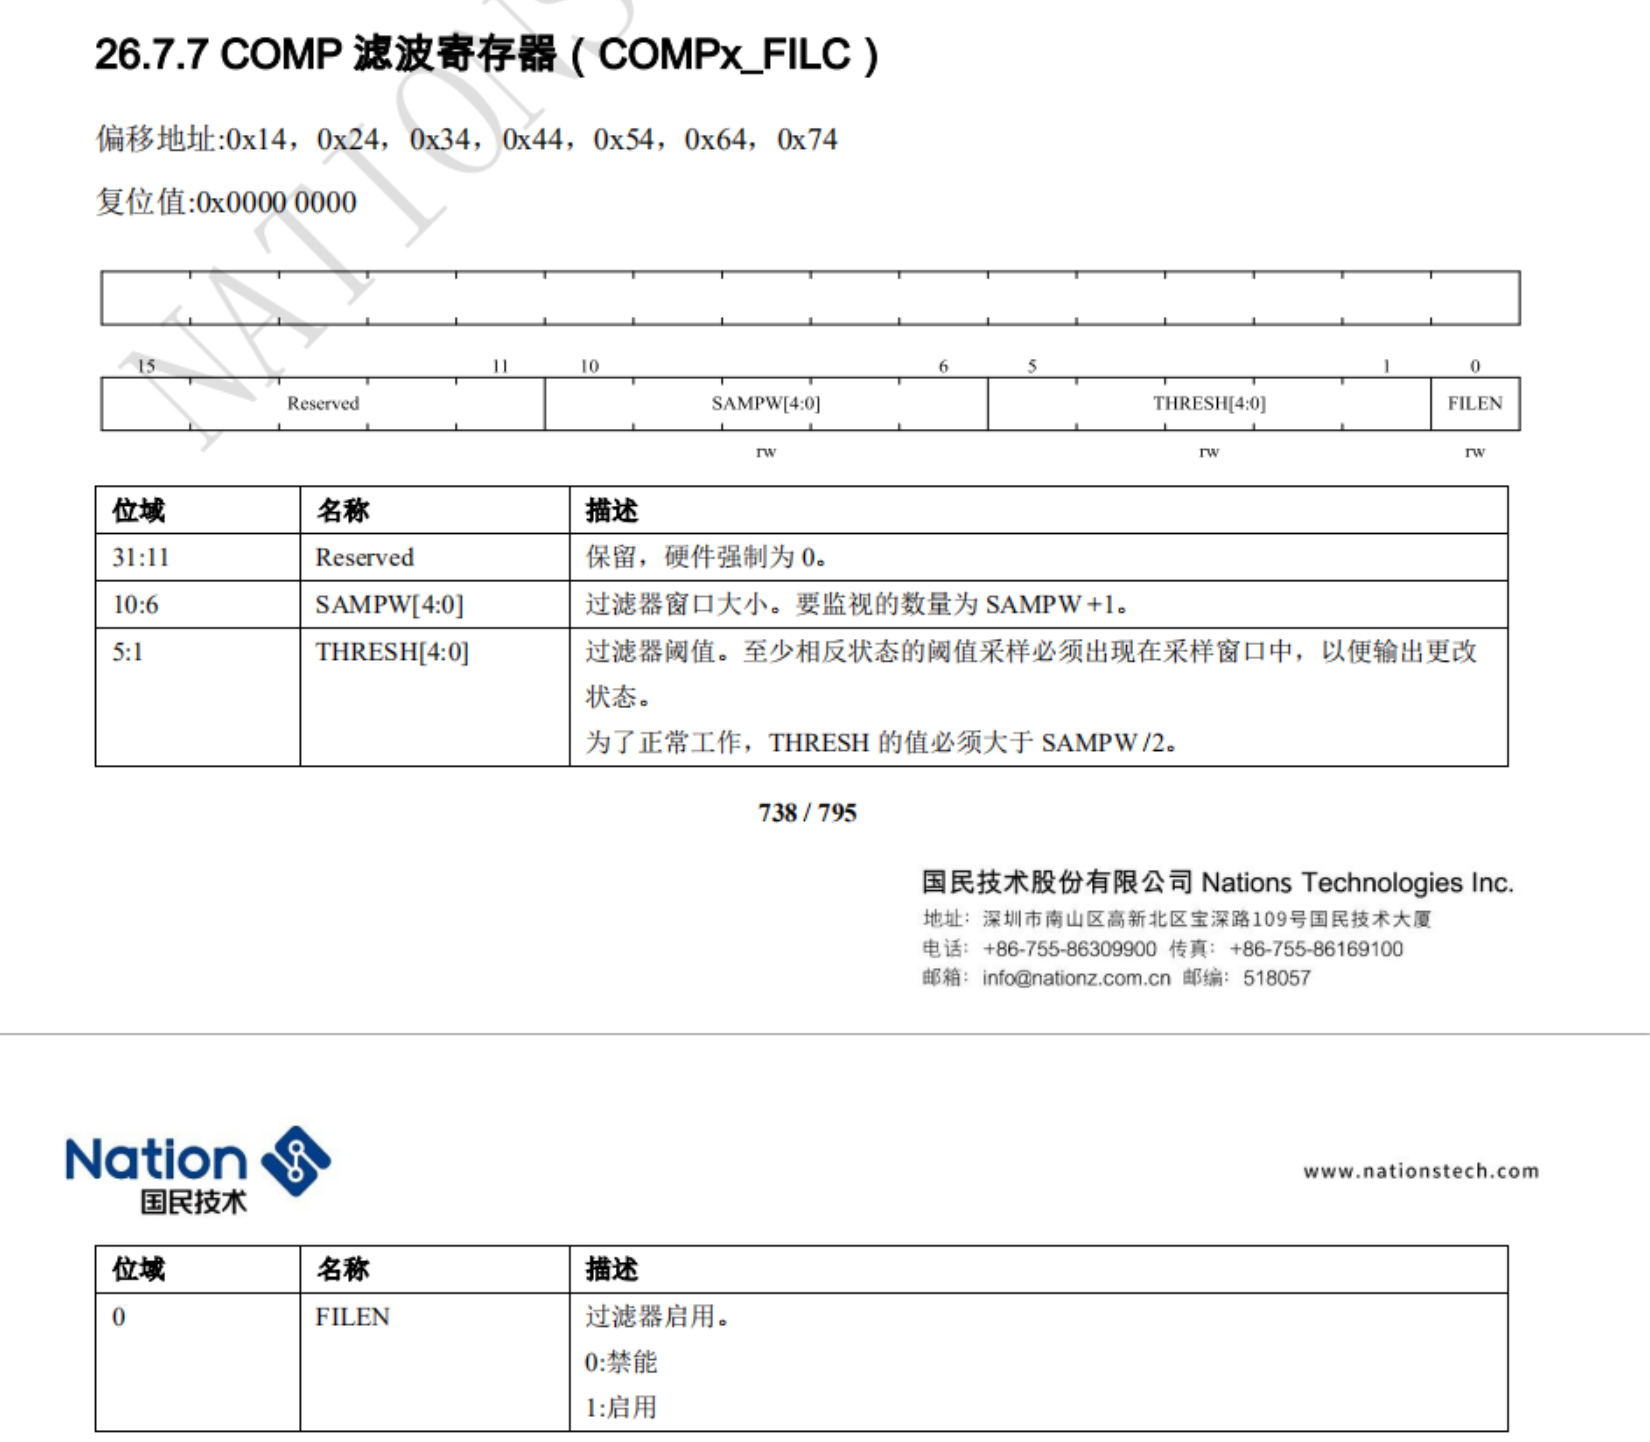 26.7.7 COMP 滤波寄存器（COMPx_FILC）
偏移地址:0x14，0x24，0x34，0x44，0x54，0x64，0x74
复位值:0x0000 0000
NATIONS
15 11 10 6 5 1 0
Reserved SAMPW[4:0] THRESH[4:0] FILEN
rw rw rw
位域 名称 描述
31:11 Reserved 保留，硬件强制为 0。
10:6 SAMPW[4:0] 过滤器窗口大小。要监视的数量为 SAMPW +1。
5:1 THRESH[4:0] 过滤器阈值。至少相反状态的阈值采样必须出现在采样窗口中，以便输出更改
状态。
为了正常工作，THRESH 的值必须大于 SAMPW /2。
738 / 795
国民技术股份有限公司 Nations Technologies Inc.
地址：深圳市南山区高新北区宝深路109号国民技术大厦
电话：+86-755-86309900 传真：+86-755-86169100
邮箱：info@nationz.com.cn 邮编：518057
Nation
国民技术
www.nationstech.com
位域 名称 描述
0 FILEN 过滤器启用。
0:禁能
1:启用